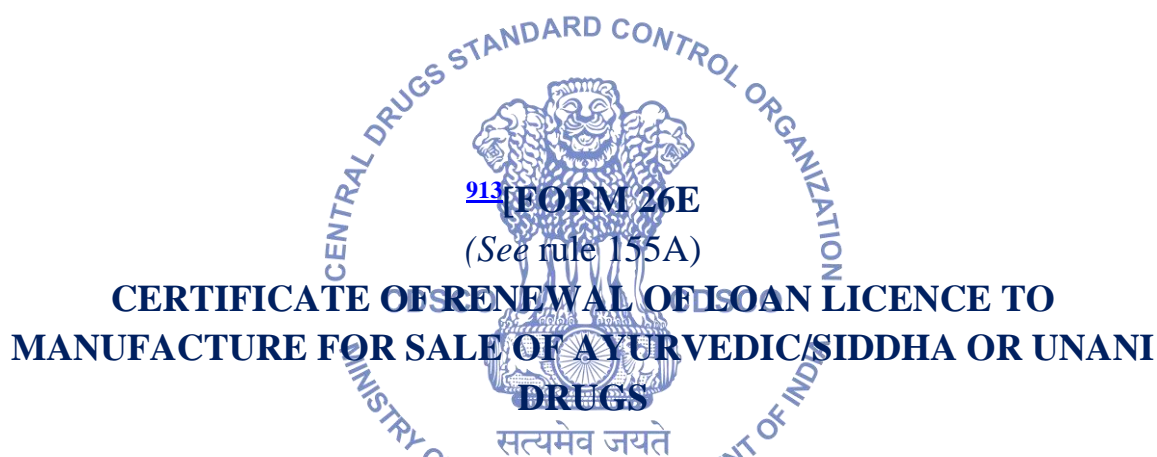 CENTRAL DRUGS STANDARD CONTROL ORGANIZATION
913[FORM 26E
(See rule 155A)
CERTIFICATE OF RENEWAL OF LOAN LICENCE TO
MANUFACTURE FOR SALE OF AYURVEDIC/SIDDHA OR UNANI
DRUGS
सत्यमेव जयते